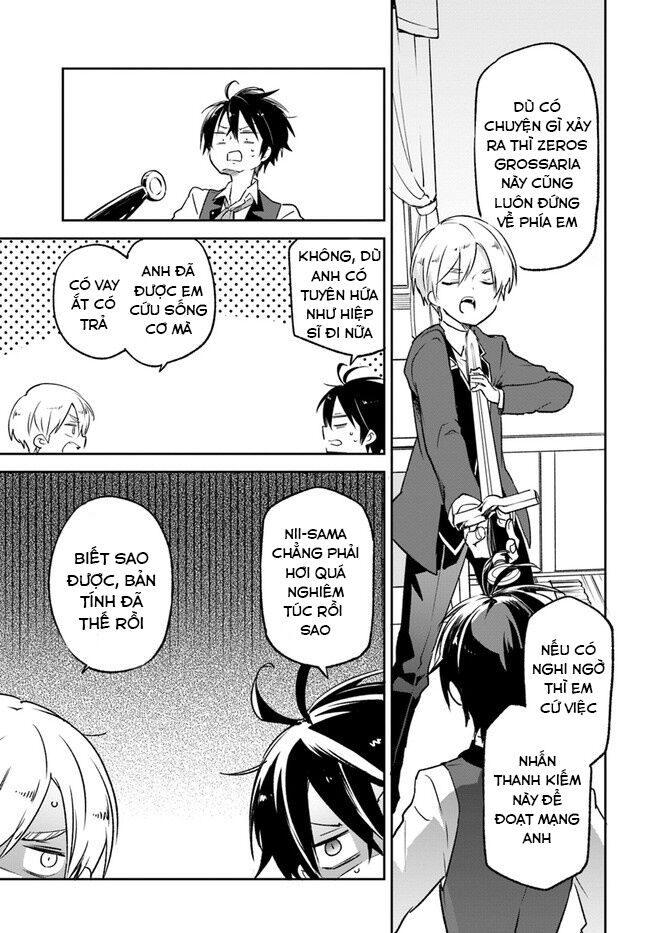 DÙ CÓ
CHUYỆN GÌ XẢY
RA THÌ ZEROS
GROSSARIA
NÀY CŨNG
LUÔN ĐỨNG
VỀ PHÍA EM
NẾU CÓ
NGHI NGỜ
THÌ EM
CỨ VIỆC
NHẤN
THANH KIẾM
NÀY ĐỂ
ĐOẠT MẠNG
ANH
KHÔNG, DÙ
ANH CÓ
TUYÊN HỨA
NHƯ HIỆP
SĨ ĐI NỮA
ANH ĐÃ
ĐƯỢC EM
CỨU SỐNG
CƠ MÀ
CÓ VAY
ẮT CÓ
TRẢ
NII-SAMA
CHẲNG PHẢI
HƠI QUÁ
NGHIÊM
TÚC RỒI
SAO
BIẾT SAO
ĐƯỢC, BẢN
TÍNH ĐÃ
THẾ RỒI